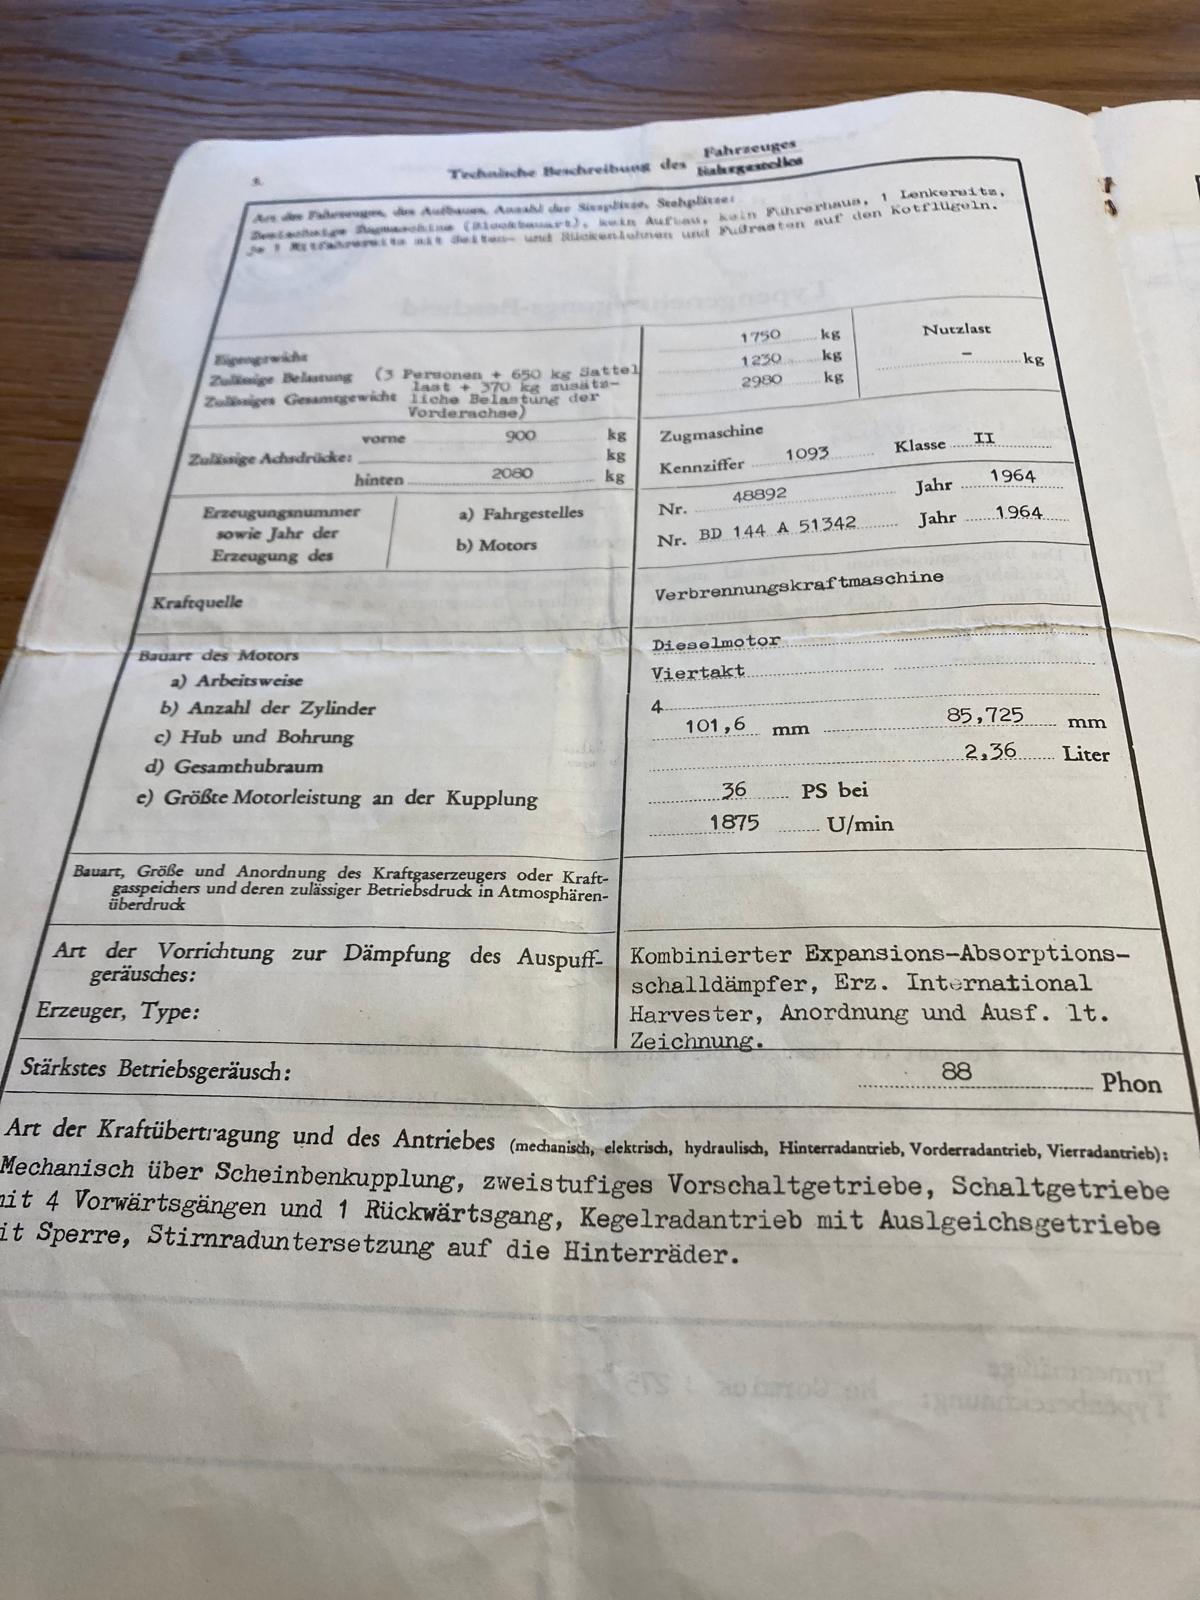 Technische Beschreibung des Fahrzeuges
Fahrgestelles
Art des Fahrzeuges, des Aufbaues, Anzahl der Sitzplätze, Stehplätze:
Zweiachsige Zugmaschine (Blockbauart), kein Aufbau, kein Führerhaus, 1 Lenkersitz,
je 1 Mitfahrersitz mit Seiten- und Rückenlehnen und Fußrasten auf den Kotflügeln.
Eigengewicht 1750 kg
Zulässige Belastung (3 Personen + 650 kg Sattel 1230 kg
last + 370 kg zusätz-
Zulässiges Gesamtgewicht liche Belastung der 2980 kg
Vorderachse)
Nutzlast
– kg
vorne 900 kg
Zulässige Achsdrücke: kg
hinten 2080 kg
Zugmaschine
Kennziffer 1093 Klasse II
Erzeugungsnummer
sowie Jahr der
Erzeugung des
a) Fahrgestelles Nr. 48892 Jahr 1964
b) Motors Nr. BD 144 A 51342 Jahr 1964
Kraftquelle Verbrennungskraftmaschine
Bauart des Motors Dieselmotor
a) Arbeitsweise Viertakt
b) Anzahl der Zylinder 4
c) Hub und Bohrung 101,6 mm 85,725 mm
d) Gesamthubraum 2,36 Liter
e) Größte Motorleistung an der Kupplung 36 PS bei
1875 U/min
Bauart, Größe und Anordnung des Kraftgaserzeugers oder Kraft-
gasspeichers und deren zulässiger Betriebsdruck in Atmosphären-
überdruck
Art der Vorrichtung zur Dämpfung des Auspuff-
geräusches:
Erzeuger, Type:
Kombinierter Expansions-Absorptions-
schalldämpfer, Erz. International
Harvester, Anordnung und Ausf. lt.
Zeichnung.
Stärkstes Betriebsgeräusch: 88 Phon
Art der Kraftübertragung und des Antriebes (mechanisch, elektrisch, hydraulisch, Hinterradantrieb, Vorderradantrieb, Vierradantrieb):
Mechanisch über Scheinbenkupplung, zweistufiges Vorschaltgetriebe, Schaltgetriebe
mit 4 Vorwärtsgängen und 1 Rückwärtsgang, Kegelradantrieb mit Auslgeichsgetriebe
mit Sperre, Stirnraduntersetzung auf die Hinterräder.